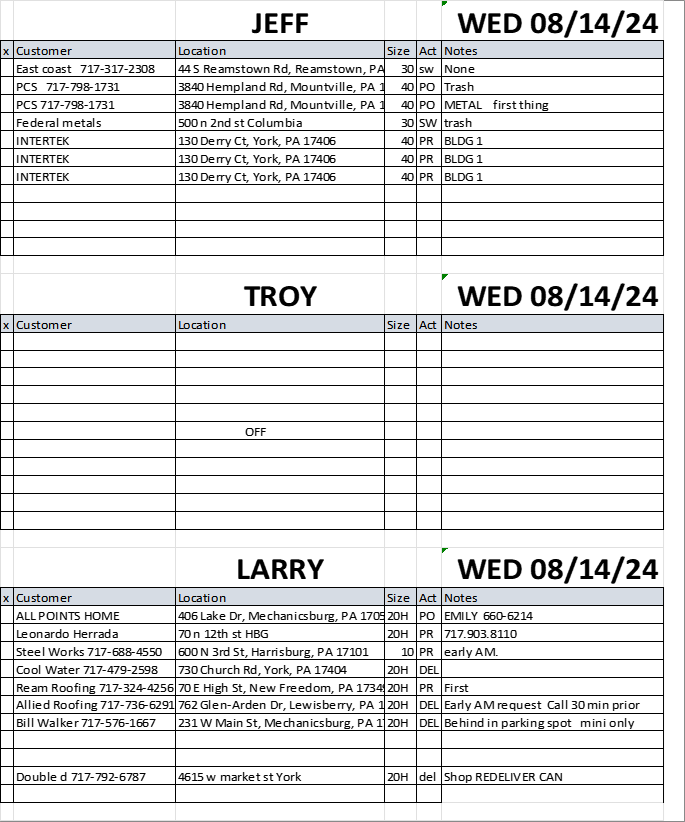 JEFF WED 08/14/24
x Customer Location Size Act Notes
East coast 717-317-2308 44 S Reamstown Rd, Reamstown, PA 30 sw None
PCS 717-798-1731 3840 Hempland Rd, Mountville, PA 1 40 PO Trash
PCS 717-798-1731 3840 Hempland Rd, Mountville, PA 1 40 PO METAL first thing
Federal metals 500 n 2nd st Columbia 30 SW trash
INTERTEK 130 Derry Ct, York, PA 17406 40 PR BLDG 1
INTERTEK 130 Derry Ct, York, PA 17406 40 PR BLDG 1
INTERTEK 130 Derry Ct, York, PA 17406 40 PR BLDG 1
TROY WED 08/14/24
x Customer Location Size Act Notes
OFF
LARRY WED 08/14/24
x Customer Location Size Act Notes
ALL POINTS HOME 406 Lake Dr, Mechanicsburg, PA 1705 20H PO EMILY 660-6214
Leonardo Herrada 70 n 12th st HBG 20H PR 717.903.8110
Steel Works 717-688-4550 600 N 3rd St, Harrisburg, PA 17101 10 PR early AM.
Cool Water 717-479-2598 730 Church Rd, York, PA 17404 20H DEL
Ream Roofing 717-324-4256 70 E High St, New Freedom, PA 1734 20H PR First
Allied Roofing 717-736-6291 762 Glen-Arden Dr, Lewisberry, PA 1 20H DEL Early AM request Call 30 min prior
Bill Walker 717-576-1667 231 W Main St, Mechanicsburg, PA 1 20H DEL Behind in parking spot mini only
Double d 717-792-6787 4615 w market st York 20H del Shop REDELIVER CAN